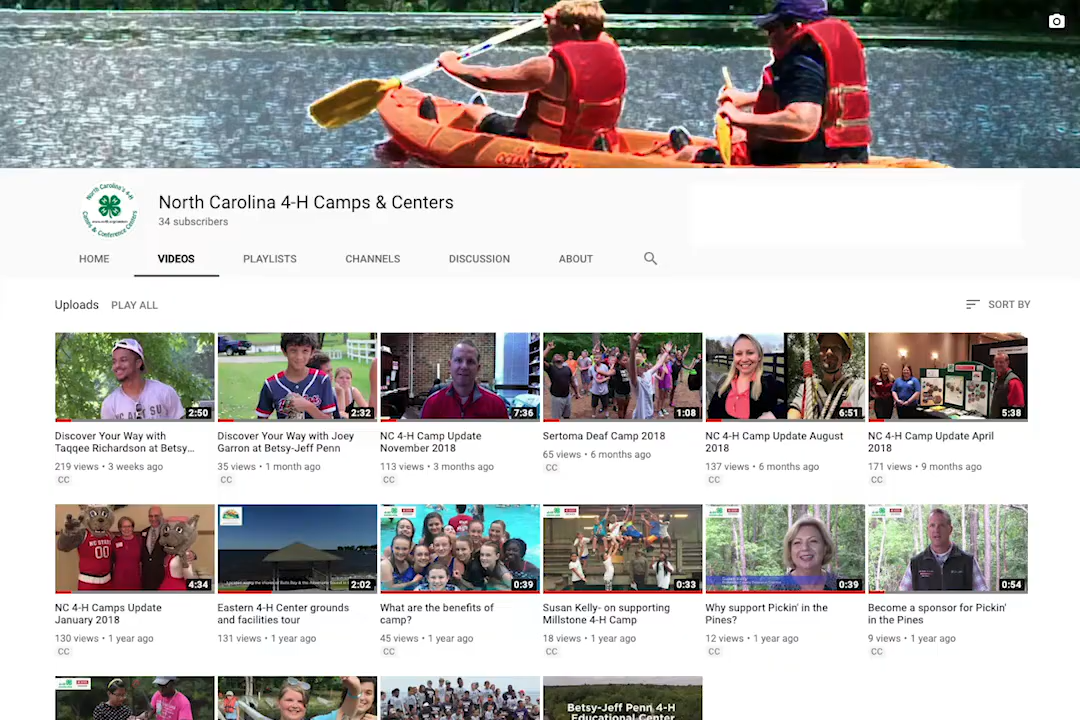 OCEAN
North Carolina's 4-H
Camps & Conference Centers
North Carolina 4-H Camps & Centers
34 subscribers
HOME VIDEOS PLAYLISTS CHANNELS DISCUSSION ABOUT
Uploads PLAY ALL SORT BY
2:50 2:32 7:36 1:08 6:51 5:38
Discover Your Way with
Taqqee Richardson at Betsy...
219 views • 3 weeks ago
CC
Discover Your Way with Joey
Garron at Betsy-Jeff Penn
35 views • 1 month ago
CC
NC 4-H Camp Update
November 2018
113 views • 3 months ago
CC
Sertoma Deaf Camp 2018
65 views • 6 months ago
CC
NC 4-H Camp Update August
2018
137 views • 6 months ago
CC
NC 4-H Camp Update April
2018
171 views • 9 months ago
CC
NC STATE
00
4:34 2:02 0:39 0:33 0:39 0:54
NC 4-H Camps Update
January 2018
130 views • 1 year ago
CC
Eastern 4-H Center grounds
and facilities tour
131 views • 1 year ago
What are the benefits of
camp?
45 views • 1 year ago
CC
Susan Kelly- on supporting
Millstone 4-H Camp
18 views • 1 year ago
CC
Why support Pickin' in the
Pines?
12 views • 1 year ago
CC
Become a sponsor for Pickin'
in the Pines
9 views • 1 year ago
CC
Betsy-Jeff Penn 4-H
Educational Center